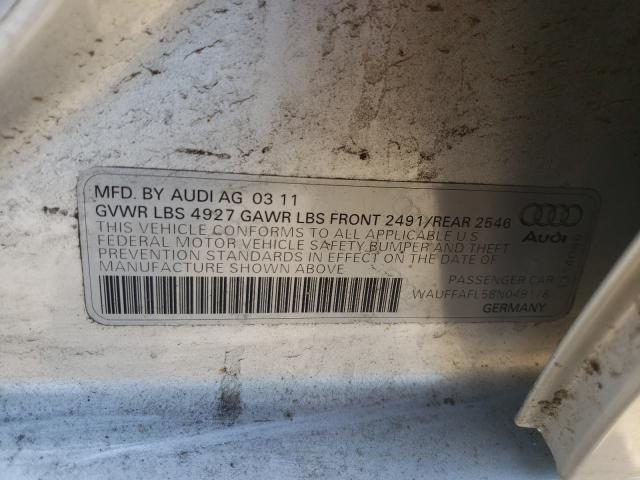 MFD. BY AUDI AG 03 11
GVWR LBS 4927 GAWR LBS FRONT 2491/REAR 2546
THIS VEHICLE CONFORMS TO ALL APPLICABLE U.S
FEDERAL MOTOR VEHICLE SAFETY, BUMPER AND THEFT
PREVENTION STANDARDS IN EFFECT ON THE DATE OF
MANUFACTURE SHOWN ABOVE
Audi
PASSENGER CAR
GERMANY